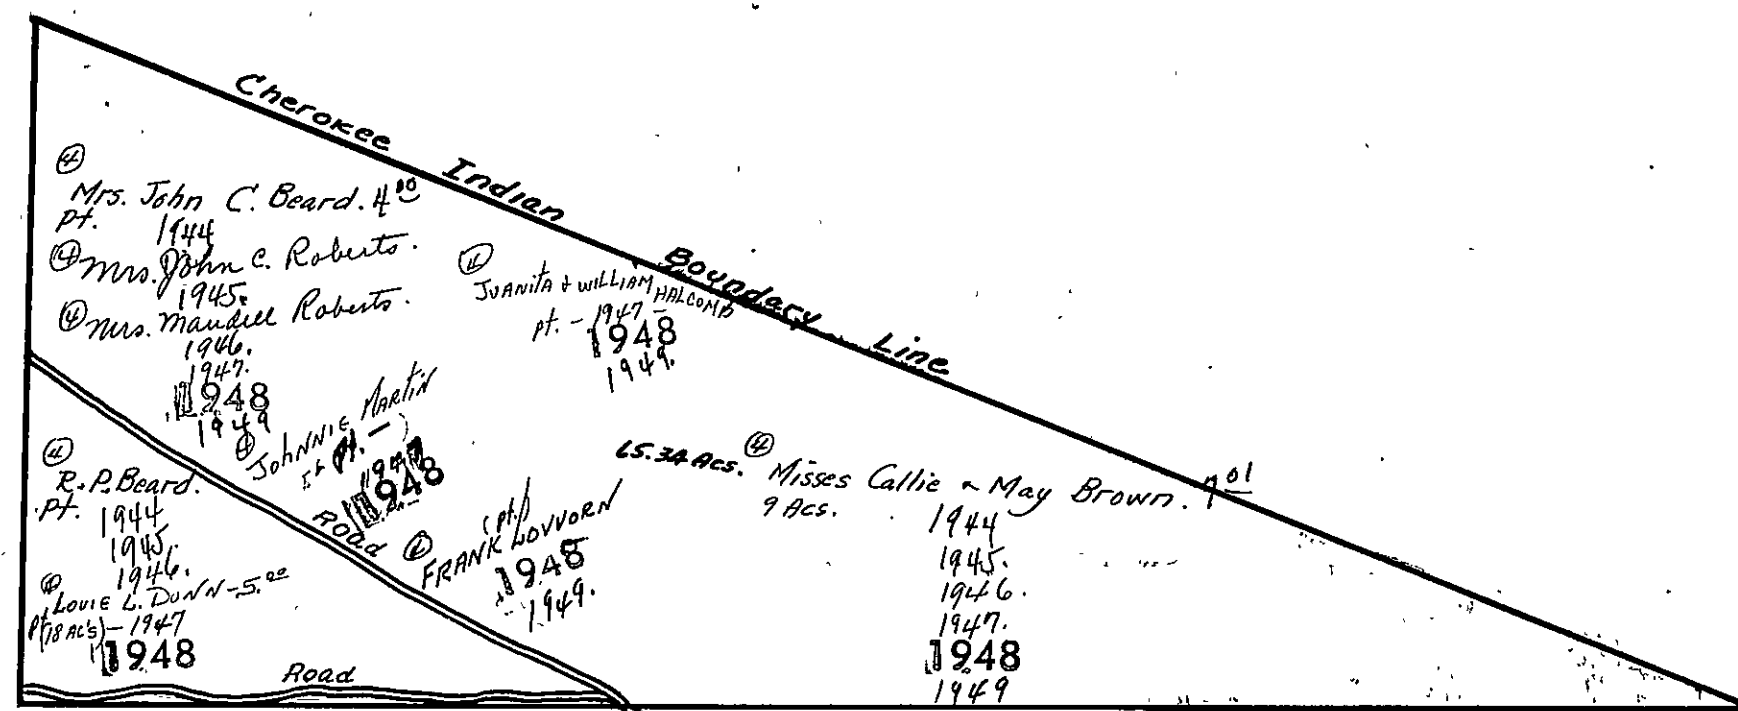 Cherokee Indian Boundary Line
④
Mrs. John C. Beard. 4 00
pt.
1944
④ Mrs. John C. Roberts.
1945.
④ Mrs. Maudell Roberts.
1946.
1947.
1948
1949
④
JUANITA & WILLIAM HALCOMB
pt. - 1947 -
1948
1949.
④
JOHNNIE MARTIN
pt. -
1947
1948
Road
④ (pt.)
FRANK LOVVORN
1948
1949.
④
R. P. Beard.
Pt.
1944
1945.
1946.
④ LOUIE L. DUNN - 5.00
pt (18 AC'S) - 1947
1948
Road
65.34 Acs. ④ Misses Callie & May Brown. 7 01
9 Acs.
1944
1945.
1946.
1947.
1948
1949